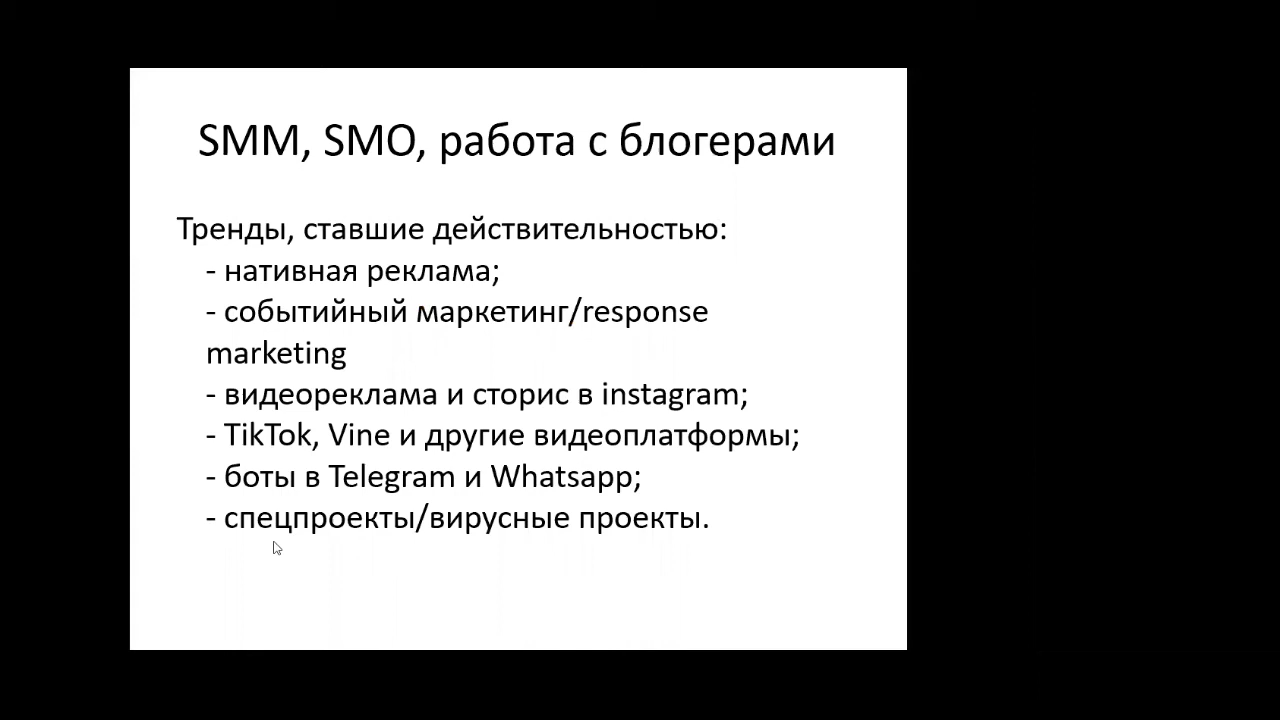 SMM, SMO, работа с блогерами
Тренды, ставшие действительностью:
- нативная реклама;
- событийный маркетинг/response
marketing
- видеореклама и сторис в instagram;
- TikTok, Vine и другие видеоплатформы;
- боты в Telegram и Whatsapp;
- спецпроекты/вирусные проекты.